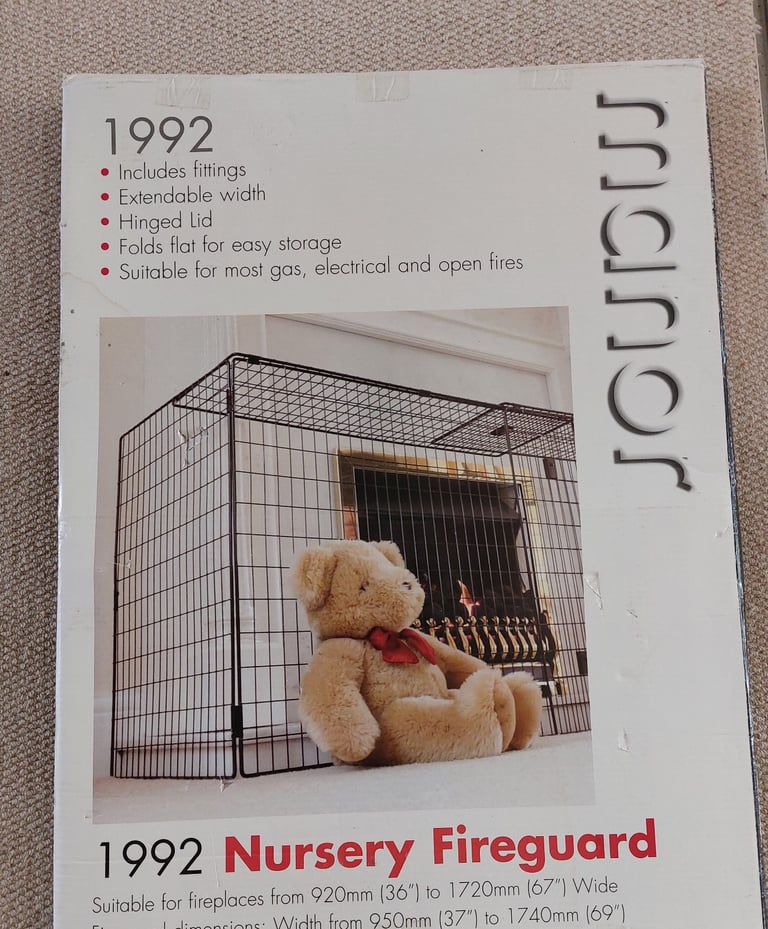 1992
• Includes fittings
• Extendable width
• Hinged Lid
• Folds flat for easy storage
• Suitable for most gas, electrical and open fires
manor
1992 Nursery Fireguard
Suitable for fireplaces from 920mm (36”) to 1720mm (67”) Wide
dimensions: Width from 950mm (37”) to 1740mm (69”)